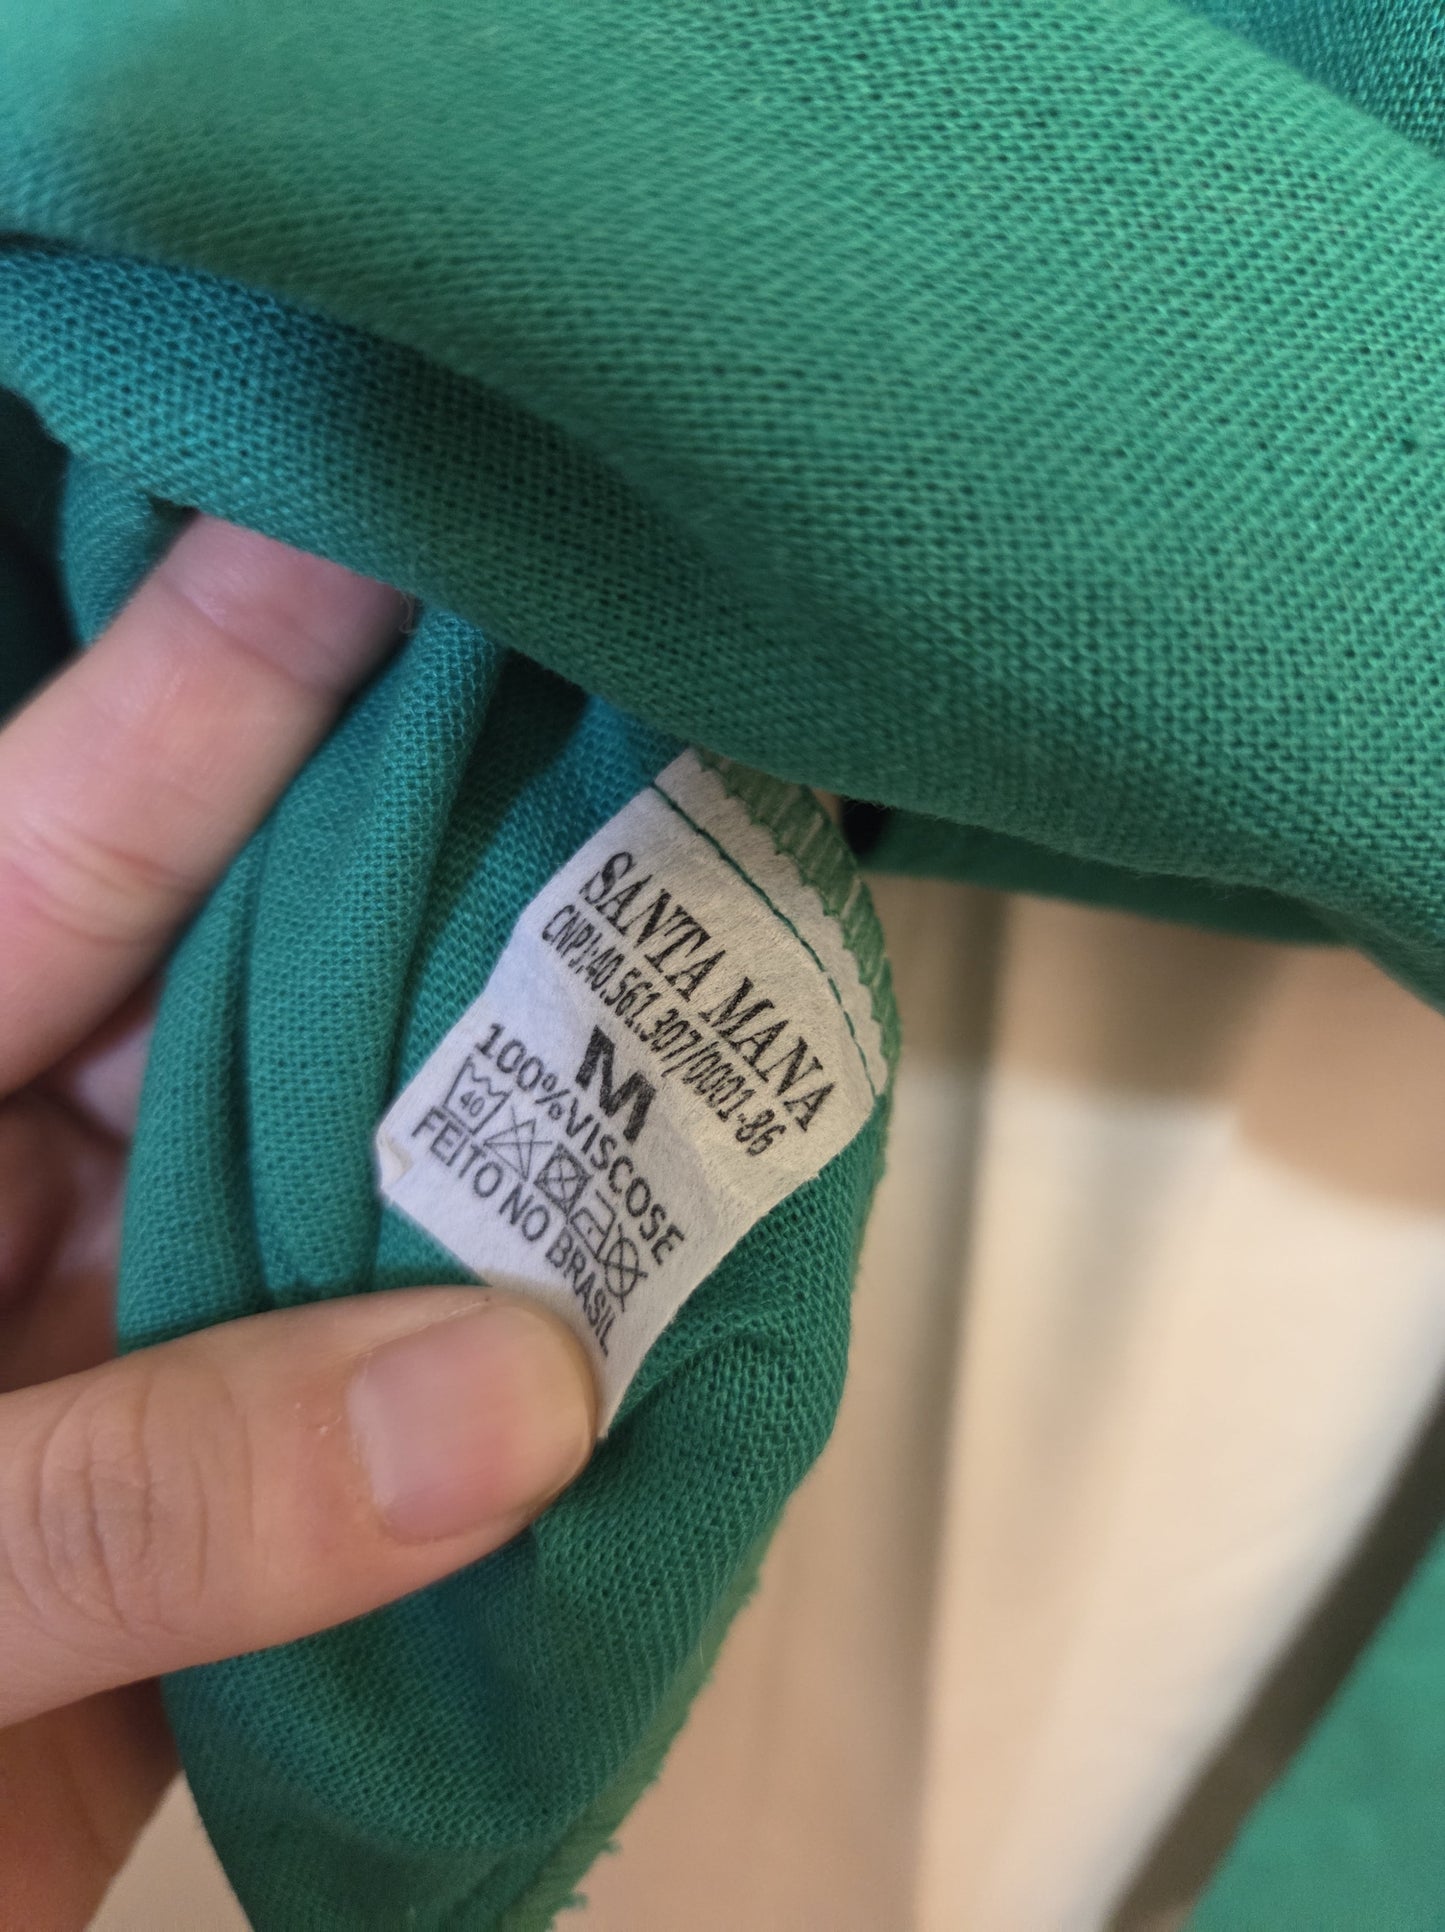 SANTA MANA
CNPJ:40.561.307/0001-86
M
100%VISCOSE
40
FEITO NO BRASIL